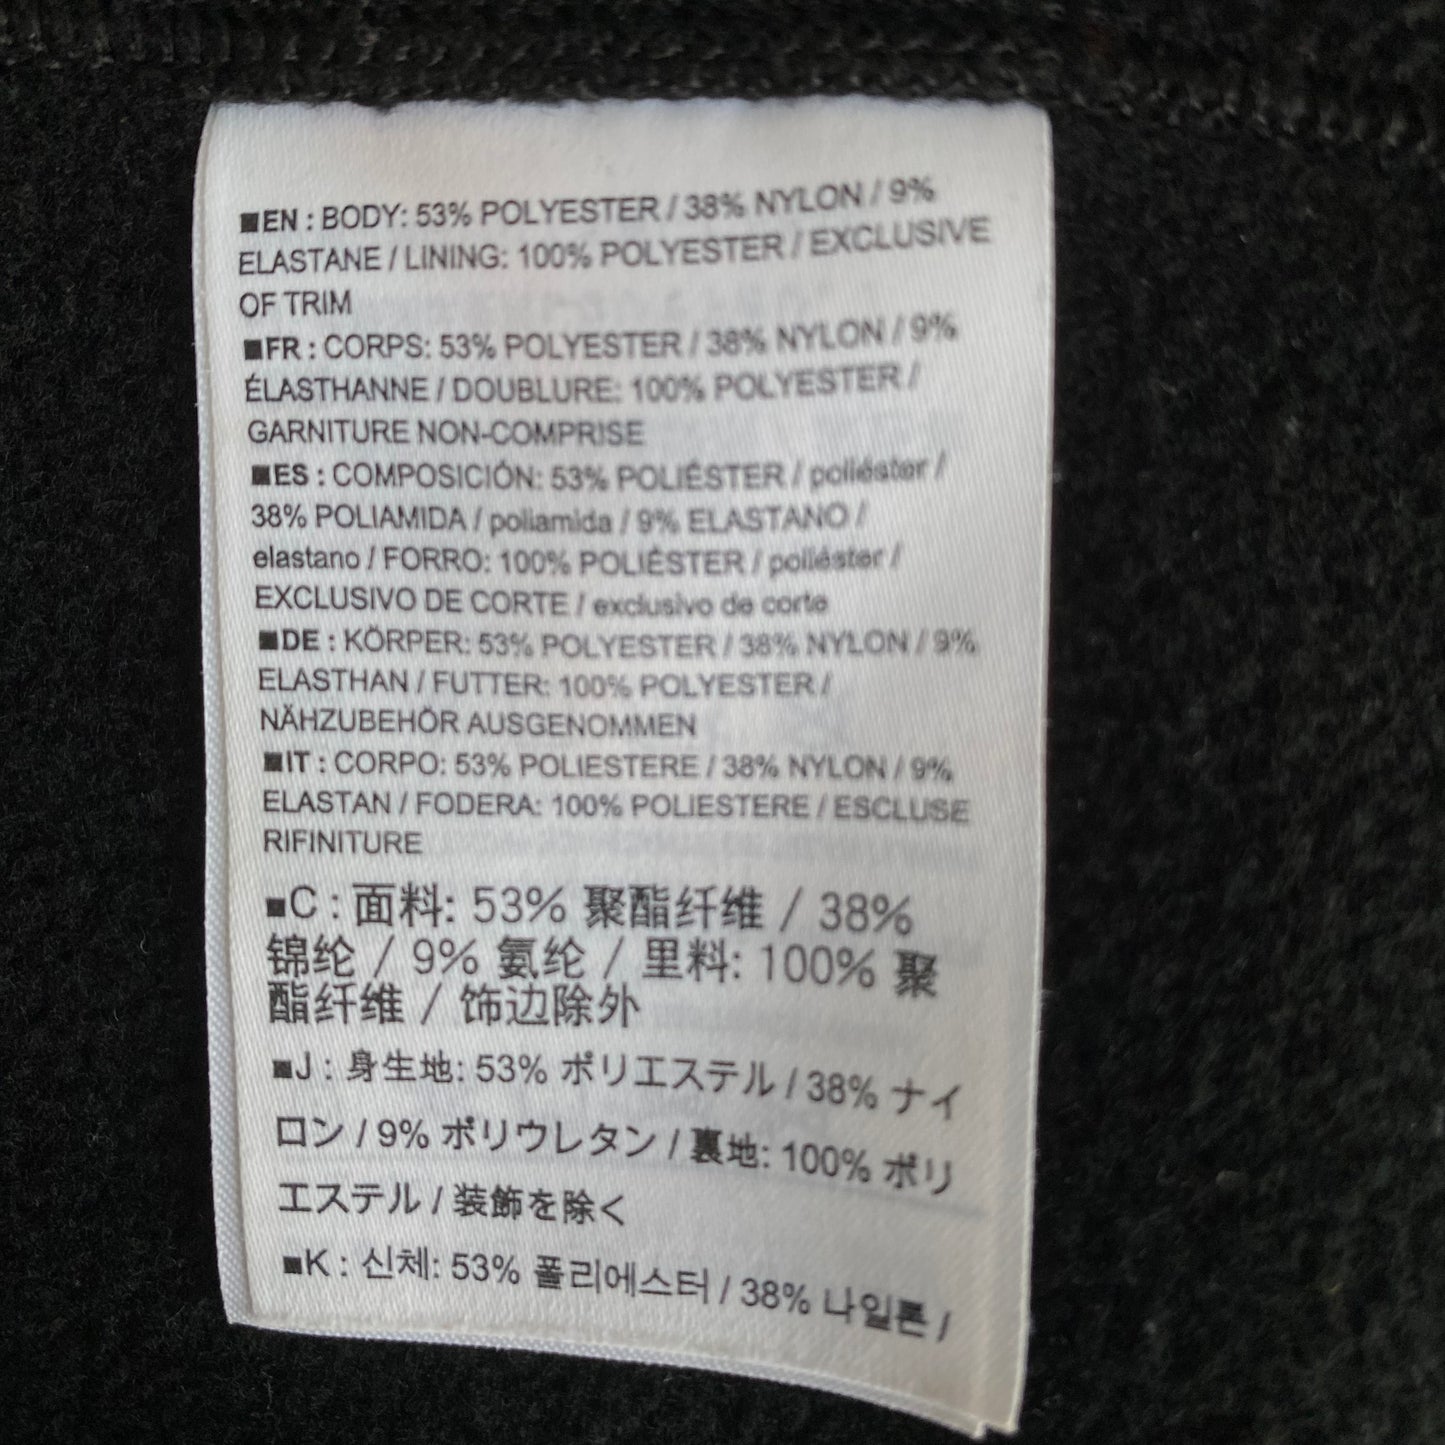 ■EN : BODY: 53% POLYESTER / 38% NYLON / 9%
ELASTANE / LINING: 100% POLYESTER / EXCLUSIVE
OF TRIM
■FR : CORPS: 53% POLYESTER / 38% NYLON / 9%
ÉLASTHANNE / DOUBLURE: 100% POLYESTER /
GARNITURE NON-COMPRISE
■ES : COMPOSICIÓN: 53% POLIÉSTER / poliéster /
38% POLIAMIDA / poliamida / 9% ELASTANO /
elastano / FORRO: 100% POLIÉSTER / poliéster /
EXCLUSIVO DE CORTE / exclusivo de corte
■DE : KÖRPER: 53% POLYESTER / 38% NYLON / 9%
ELASTHAN / FUTTER: 100% POLYESTER /
NÄHZUBEHÖR AUSGENOMMEN
■IT : CORPO: 53% POLIESTERE / 38% NYLON / 9%
ELASTAN / FODERA: 100% POLIESTERE / ESCLUSE
RIFINITURE
■C : 面料: 53% 聚酯纤维 / 38%
锦纶 / 9% 氨纶 / 里料: 100% 聚
酯纤维 / 饰边除外
■J : 身生地: 53% ポリエステル / 38% ナイ
ロン / 9% ポリウレタン / 裏地: 100% ポリ
エステル / 装飾を除く
■K : 신체: 53% 폴리에스터 / 38% 나일론 /